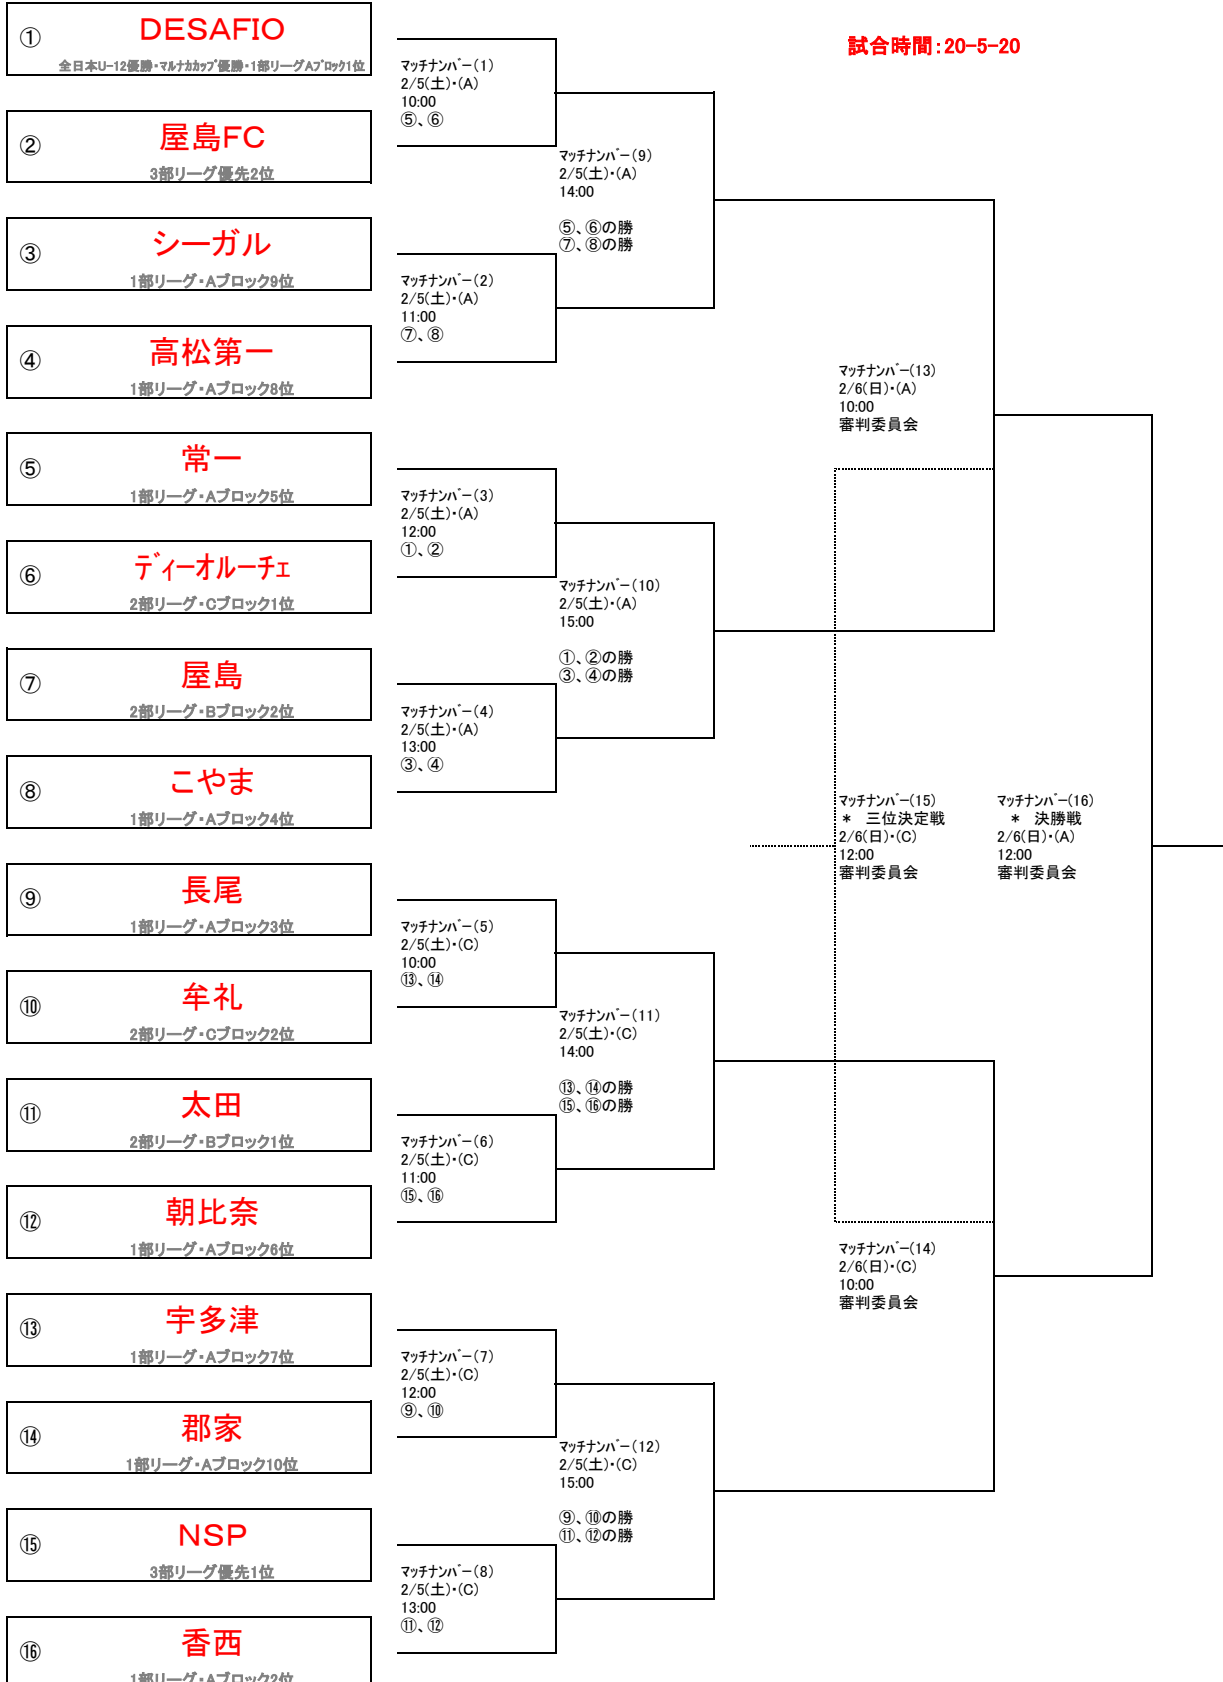 ① DESAFIO
全日本U-12優勝・マルナカカップ優勝・1部リーグAブロック1位
② 屋島FC
3部リーグ優先2位
③ シーガル
1部リーグ・Aブロック9位
④ 高松第一
1部リーグ・Aブロック8位
⑤ 常一
1部リーグ・Aブロック5位
⑥ ディーオルーチェ
2部リーグ・Cブロック1位
⑦ 屋島
2部リーグ・Bブロック2位
⑧ こやま
1部リーグ・Aブロック4位
⑨ 長尾
1部リーグ・Aブロック3位
⑩ 牟礼
2部リーグ・Cブロック2位
⑪ 太田
2部リーグ・Bブロック1位
⑫ 朝比奈
1部リーグ・Aブロック6位
⑬ 宇多津
1部リーグ・Aブロック7位
⑭ 郡家
1部リーグ・Aブロック10位
⑮ NSP
3部リーグ優先1位
⑯ 香西
1部リーグ・Aブロック2位
試合時間：20-5-20
マッチナンバー(1)
2/5(土)・(A)
10:00
⑤、⑥
マッチナンバー(2)
2/5(土)・(A)
11:00
⑦、⑧
マッチナンバー(3)
2/5(土)・(A)
12:00
①、②
マッチナンバー(4)
2/5(土)・(A)
13:00
③、④
マッチナンバー(5)
2/5(土)・(C)
10:00
⑬、⑭
マッチナンバー(6)
2/5(土)・(C)
11:00
⑮、⑯
マッチナンバー(7)
2/5(土)・(C)
12:00
⑨、⑩
マッチナンバー(8)
2/5(土)・(C)
13:00
⑪、⑫
マッチナンバー(9)
2/5(土)・(A)
14:00
⑤、⑥の勝
⑦、⑧の勝
マッチナンバー(10)
2/5(土)・(A)
15:00
①、②の勝
③、④の勝
マッチナンバー(11)
2/5(土)・(C)
14:00
⑬、⑭の勝
⑮、⑯の勝
マッチナンバー(12)
2/5(土)・(C)
15:00
⑨、⑩の勝
⑪、⑫の勝
マッチナンバー(13)
2/6(日)・(A)
10:00
審判委員会
マッチナンバー(15)
* 三位決定戦
2/6(日)・(C)
12:00
審判委員会
マッチナンバー(16)
* 決勝戦
2/6(日)・(A)
12:00
審判委員会
マッチナンバー(14)
2/6(日)・(C)
10:00
審判委員会